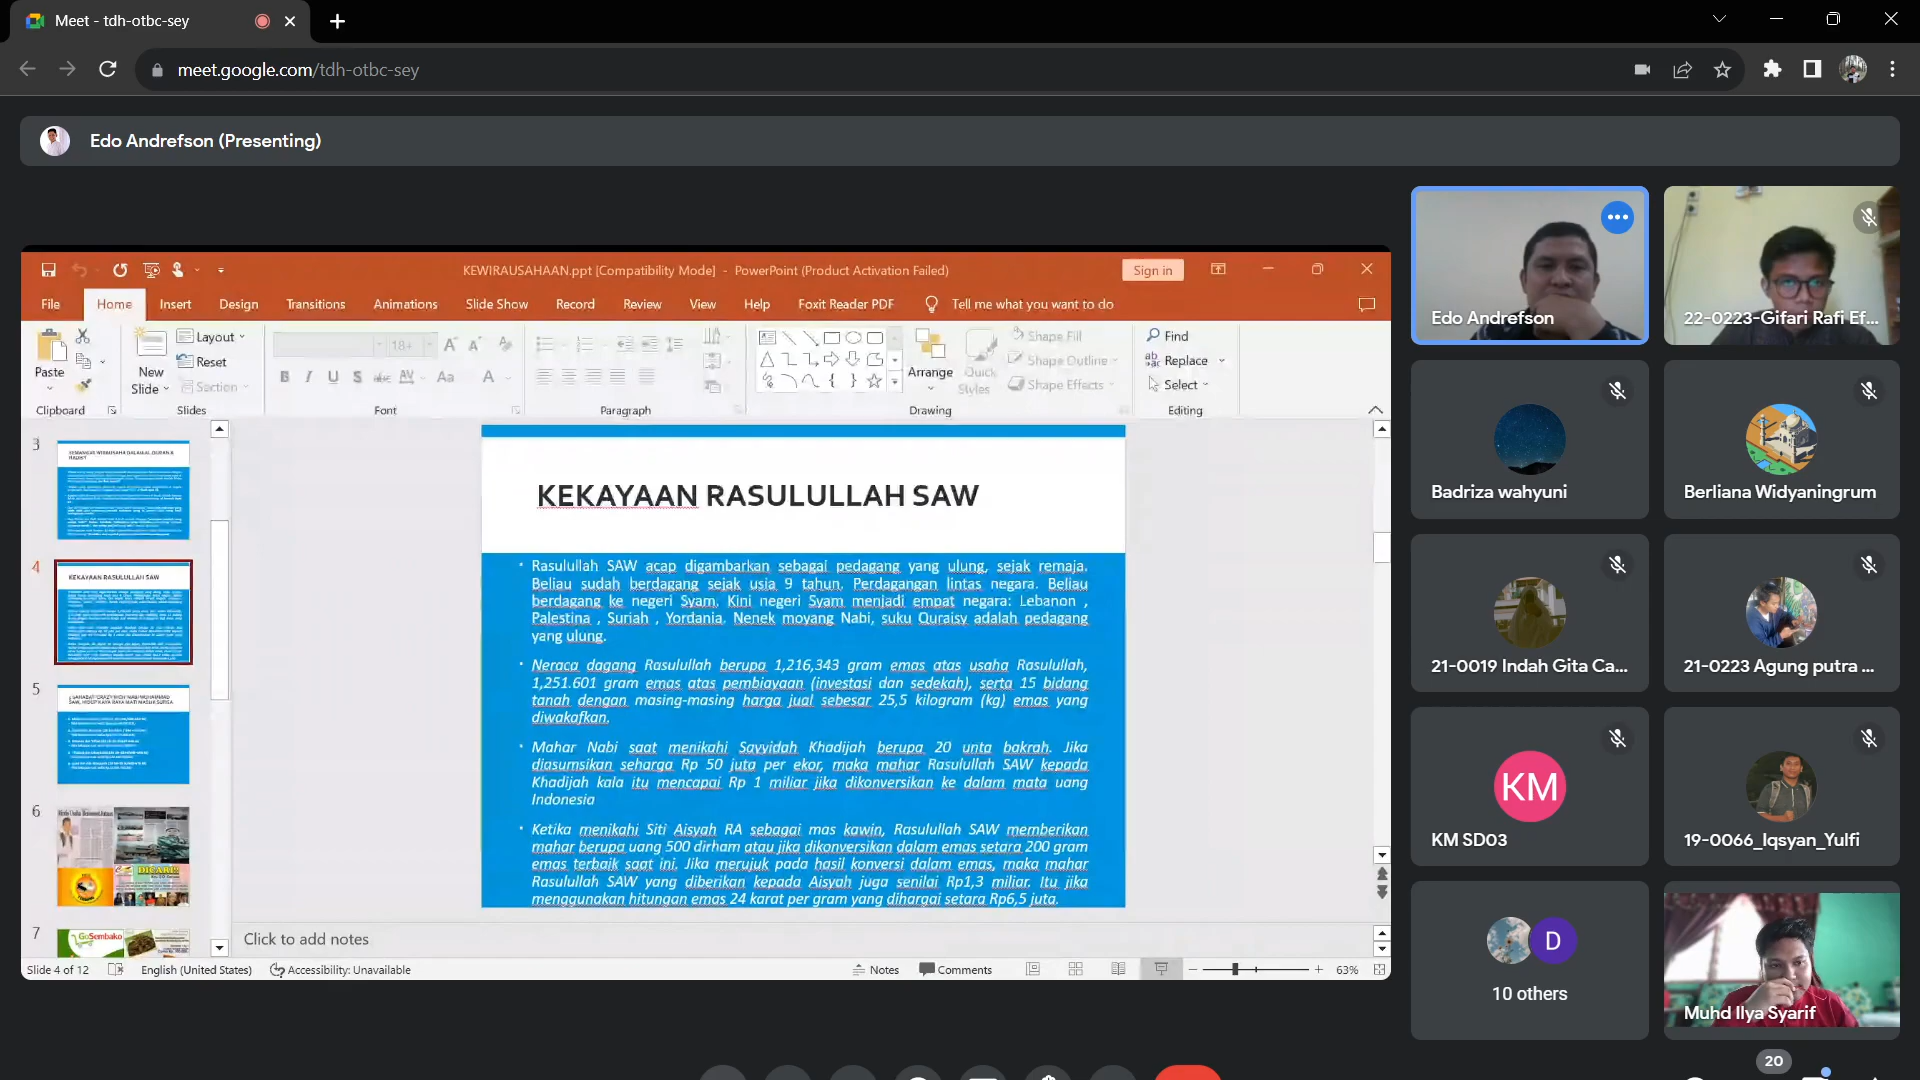 Meet - tdh-otbc-sey
meet.google.com/tdh-otbc-sey
Edo Andrefson (Presenting)
KEWIRAUSAHAAN.ppt [Compatibility Mode] - PowerPoint (Product Activation Failed)
Sign in
File Home Insert Design Transitions Animations Slide Show Record Review View Help Foxit Reader PDF Tell me what you want to do
Paste
Clipboard
New
Slide
Layout
Reset
Section
Slides
18+
Font
Paragraph
Arrange
Quick
Styles
Shape Fill
Shape Outline
Shape Effects
Drawing
Find
Replace
Select
Editing
3
4
KEKAYAAN RASULULLAH SAW
5
6
DICARI!
7
GoSembako
KEKAYAAN RASULULLAH SAW
Rasulullah SAW acap digambarkan sebagai pedagang yang ulung, sejak remaja.
Beliau sudah berdagang sejak usia 9 tahun. Perdagangan lintas negara. Beliau
berdagang ke negeri Syam. Kini negeri Syam menjadi empat negara: Lebanon ,
Palestina , Suriah , Yordania. Nenek moyang Nabi, suku Quraisy adalah pedagang
yang ulung.
Neraca dagang Rasulullah berupa 1,216,343 gram emas atas usaha Rasulullah,
1,251.601 gram emas atas pembiayaan (investasi dan sedekah), serta 15 bidang
tanah dengan masing-masing harga jual sebesar 25,5 kilogram (kg) emas yang
diwakafkan.
Mahar Nabi saat menikahi Sayyidah Khadijah berupa 20 unta bakrah. Jika
diasumsikan seharga Rp 50 juta per ekor, maka mahar Rasulullah SAW kepada
Khadijah kala itu mencapai Rp 1 miliar jika dikonversikan ke dalam mata uang
Indonesia
Ketika menikahi Siti Aisyah RA sebagai mas kawin, Rasulullah SAW memberikan
mahar berupa uang 500 dirham atau jika dikonversikan dalam emas setara 200 gram
emas terbaik saat ini. Jika merujuk pada hasil konversi dalam emas, maka mahar
Rasulullah SAW yang diberikan kepada Aisyah juga senilai Rp1,3 miliar. Itu jika
menggunakan hitungan emas 24 karat per gram yang dihargai setara Rp6,5 juta.
Click to add notes
Slide 4 of 12 English (United States) Accessibility: Unavailable Notes Comments 63%
Edo Andrefson
22-0223-Gifari Rafi Ef...
Badriza wahyuni
Berliana Widyaningrum
21-0019 Indah Gita Ca...
21-0223 Agung putra ...
KM
KM SD03
19-0066_Iqsyan_Yulfi
D
10 others
Muhd Ilya Syarif
20